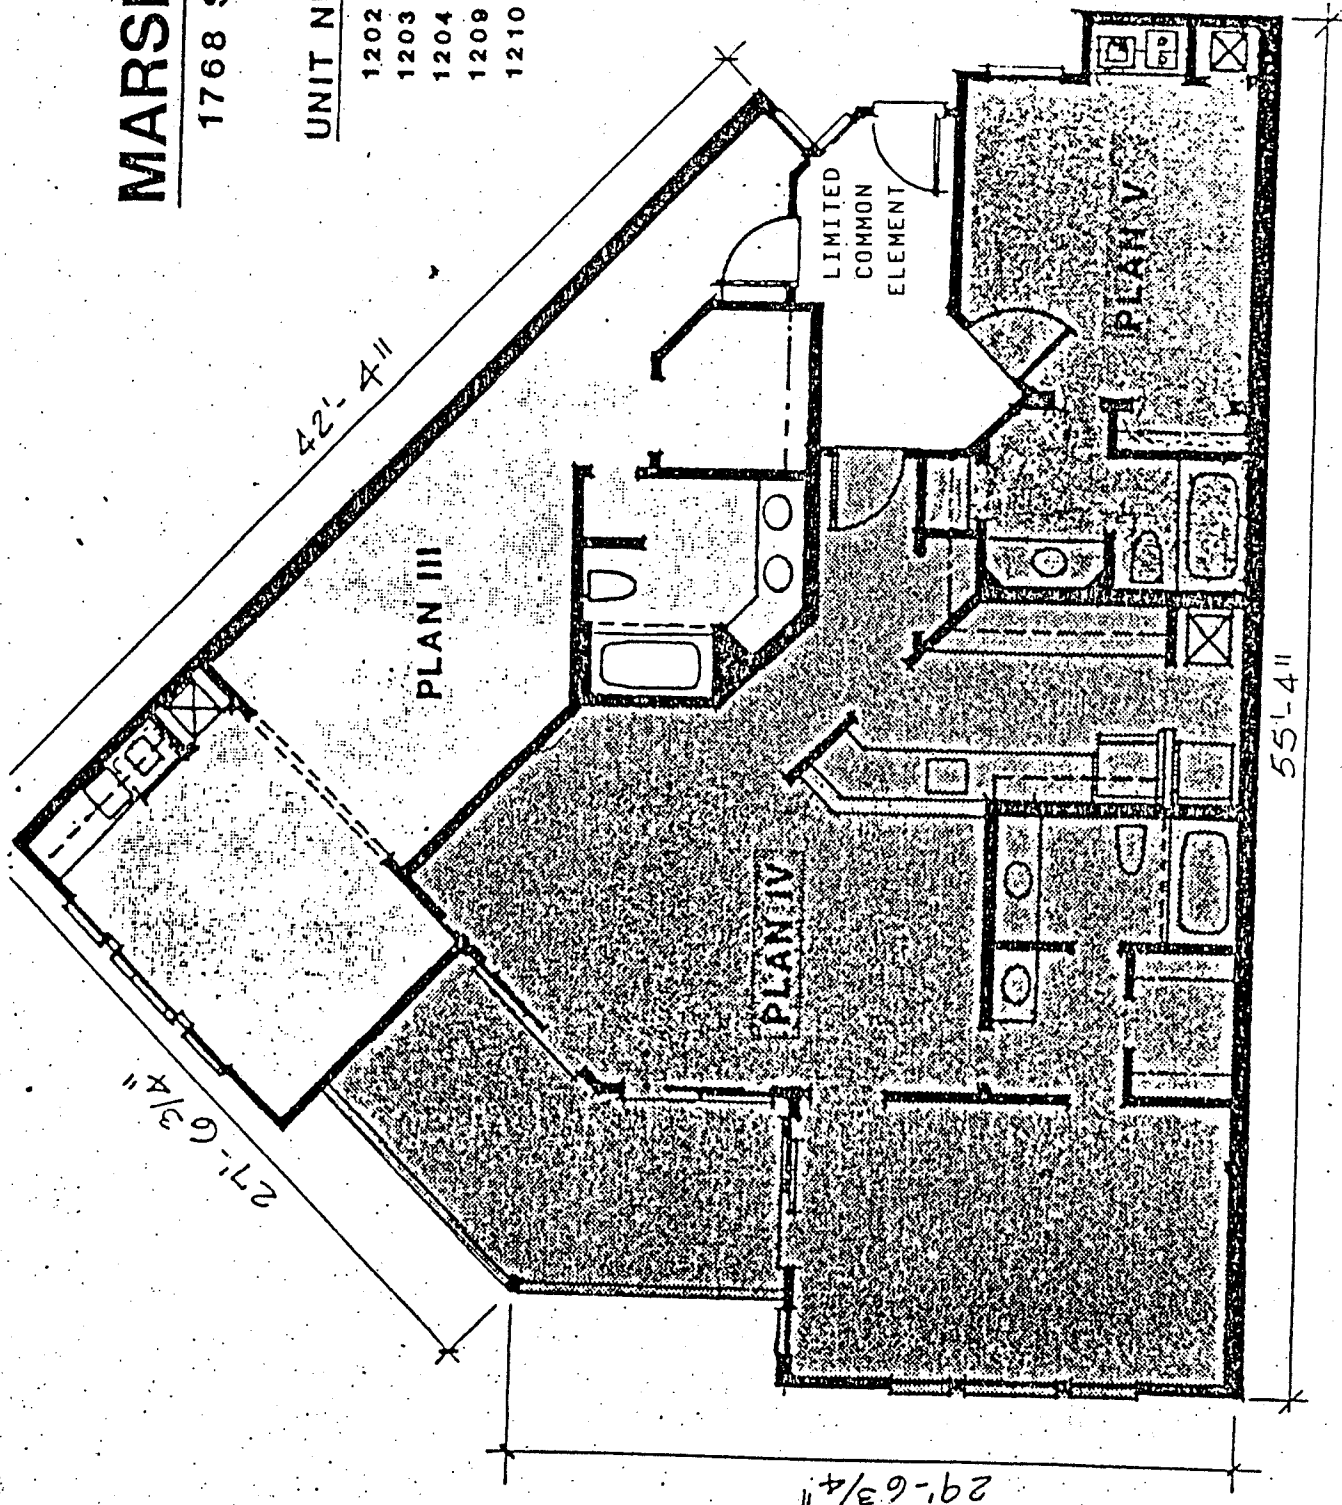 1768
UNIT
1202
1203
1204
1209
1210
42'-4"
LIMITED
COMMON
ELEMENT
PLAN V
PLAN III
PLAN IV
27'-6 3/4"
55'-4"
29'-6 3/4"